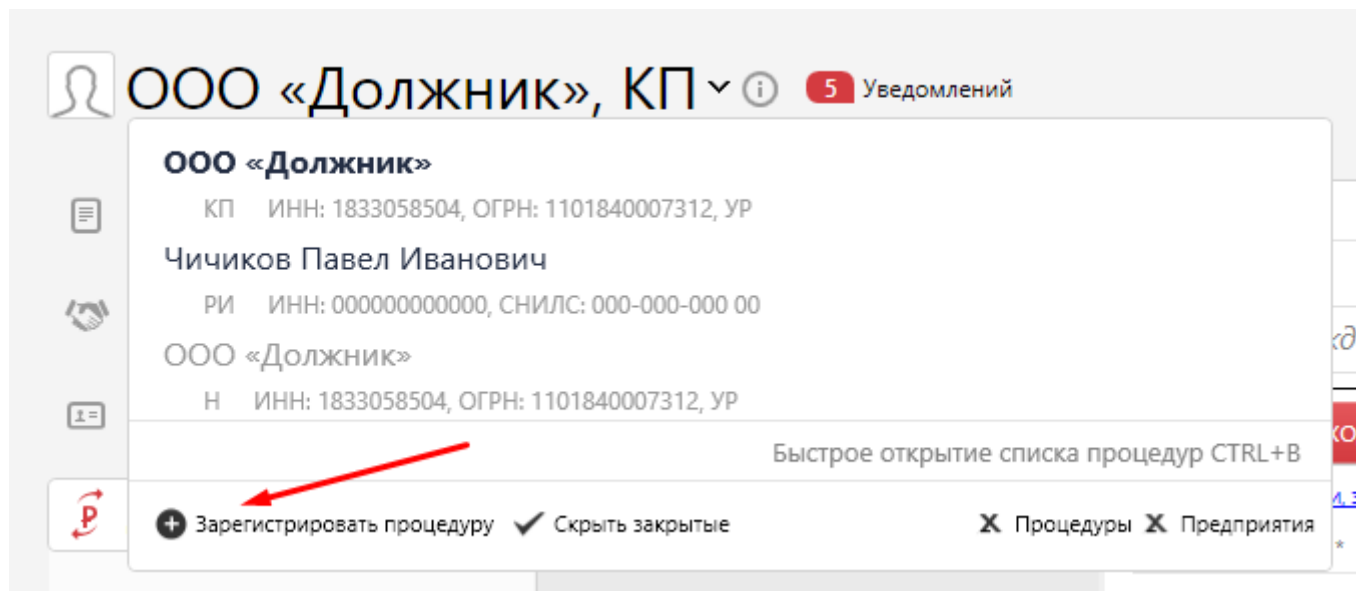 ООО «Должник», КП 5 Уведомлений
ООО «Должник»
КП ИНН: 1833058504, ОГРН: 1101840007312, УР
Чичиков Павел Иванович
РИ ИНН: 000000000000, СНИЛС: 000-000-000 00
ООО «Должник»
Н ИНН: 1833058504, ОГРН: 1101840007312, УР
Быстрое открытие списка процедур CTRL+B
Зарегистрировать процедуру Скрыть закрытые Процедуры Предприятия